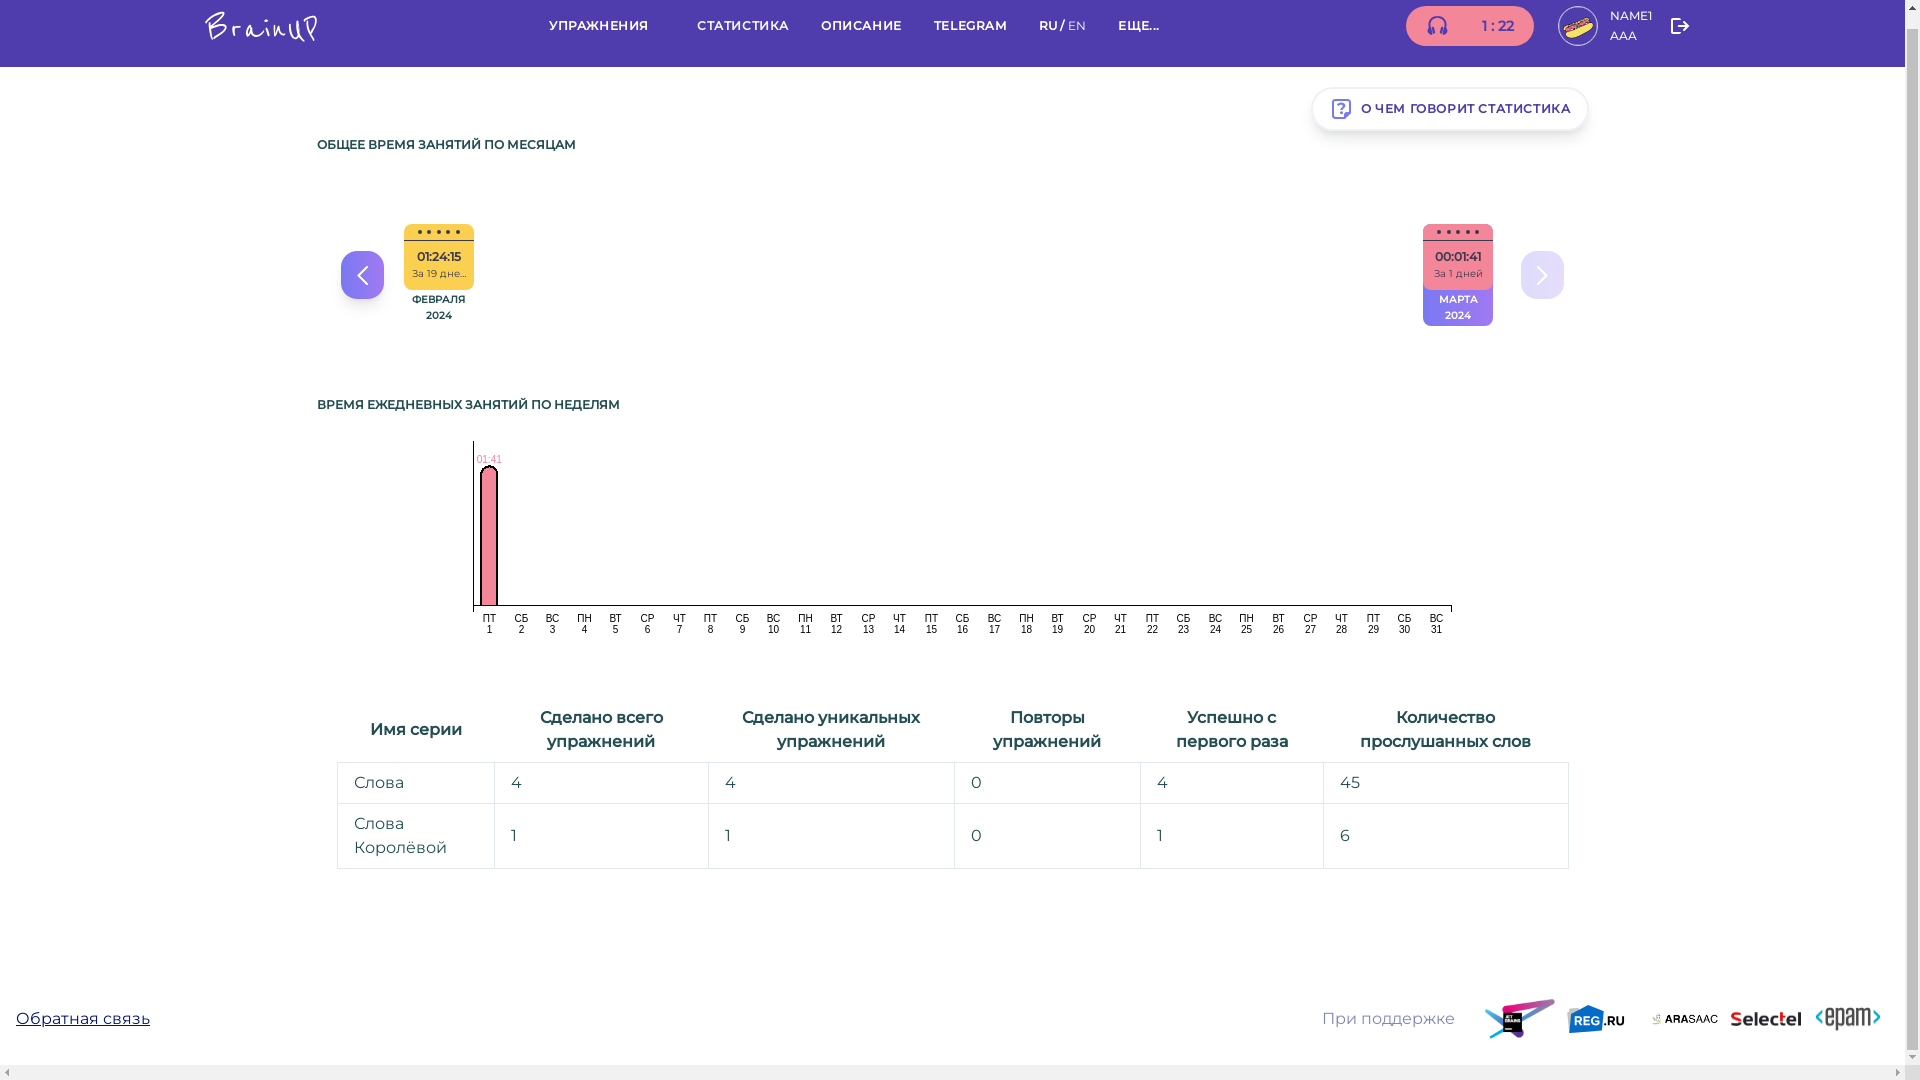 BrainUP
УПРАЖНЕНИЯ СТАТИСТИКА ОПИСАНИЕ TELEGRAM RU / EN ЕЩЕ...
1 : 22
NAME1
AAA
О ЧЕМ ГОВОРИТ СТАТИСТИКА
ОБЩЕЕ ВРЕМЯ ЗАНЯТИЙ ПО МЕСЯЦАМ
01:24:15
За 19 дне...
ФЕВРАЛЯ
2024
00:01:41
За 1 дней
МАРТА
2024
ВРЕМЯ ЕЖЕДНЕВНЫХ ЗАНЯТИЙ ПО НЕДЕЛЯМ
01:41
ПТ СБ ВС ПН ВТ СР ЧТ ПТ СБ ВС ПН ВТ СР ЧТ ПТ СБ ВС ПН ВТ СР ЧТ ПТ СБ ВС ПН ВТ СР ЧТ ПТ СБ ВС
1 2 3 4 5 6 7 8 9 10 11 12 13 14 15 16 17 18 19 20 21 22 23 24 25 26 27 28 29 30 31
Имя серии
Сделано всего
упражнений
Сделано уникальных
упражнений
Повторы
упражнений
Успешно с
первого раза
Количество
прослушанных слов
Слова 4 4 0 4 45
Слова
Королёвой
1 1 0 1 6
Обратная связь
При поддержке
JET
BRAINS
REG.RU
ARASAAC
Selectel
<epam>